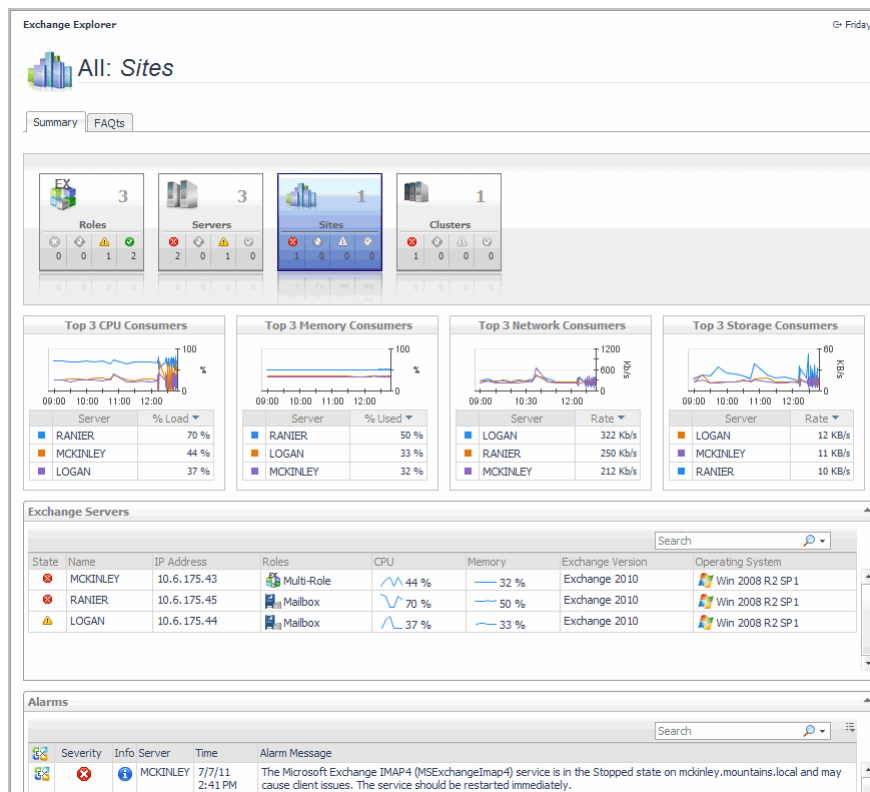 Exchange Explorer
Friday
All: Sites
Summary FAQts
EX 3 3 1 1
Roles Servers Sites Clusters
0 0 1 2 2 0 1 0 1 0 0 0 1 0 0 0
Top 3 CPU Consumers Top 3 Memory Consumers Top 3 Network Consumers Top 3 Storage Consumers
100 100 1200 60
% % 600 Kb/s KB/s
0 0 0 0
09:00 10:00 11:00 12:00 09:00 10:00 11:00 12:00 09:00 10:30 12:00 09:00 10:00 11:00 12:00
Server % Load Server % Used Server Rate Server Rate
RANIER 70 % RANIER 50 % LOGAN 322 Kb/s LOGAN 12 KB/s
MCKINLEY 44 % LOGAN 33 % RANIER 250 Kb/s MCKINLEY 11 KB/s
LOGAN 37 % MCKINLEY 32 % MCKINLEY 212 Kb/s RANIER 10 KB/s
Exchange Servers
Search
State Name IP Address Roles CPU Memory Exchange Version Operating System
MCKINLEY 10.6.175.43 Multi-Role 44 % 32 % Exchange 2010 Win 2008 R2 SP1
RANIER 10.6.175.45 Mailbox 70 % 50 % Exchange 2010 Win 2008 R2 SP1
LOGAN 10.6.175.44 Mailbox 37 % 33 % Exchange 2010 Win 2008 R2 SP1
Alarms
Search
Severity Info Server Time Alarm Message
MCKINLEY 7/7/11 The Microsoft Exchange IMAP4 (MSExchangeImap4) service is in the Stopped state on mckinley.mountains.local and may
2:41 PM cause client issues. The service should be restarted immediately.